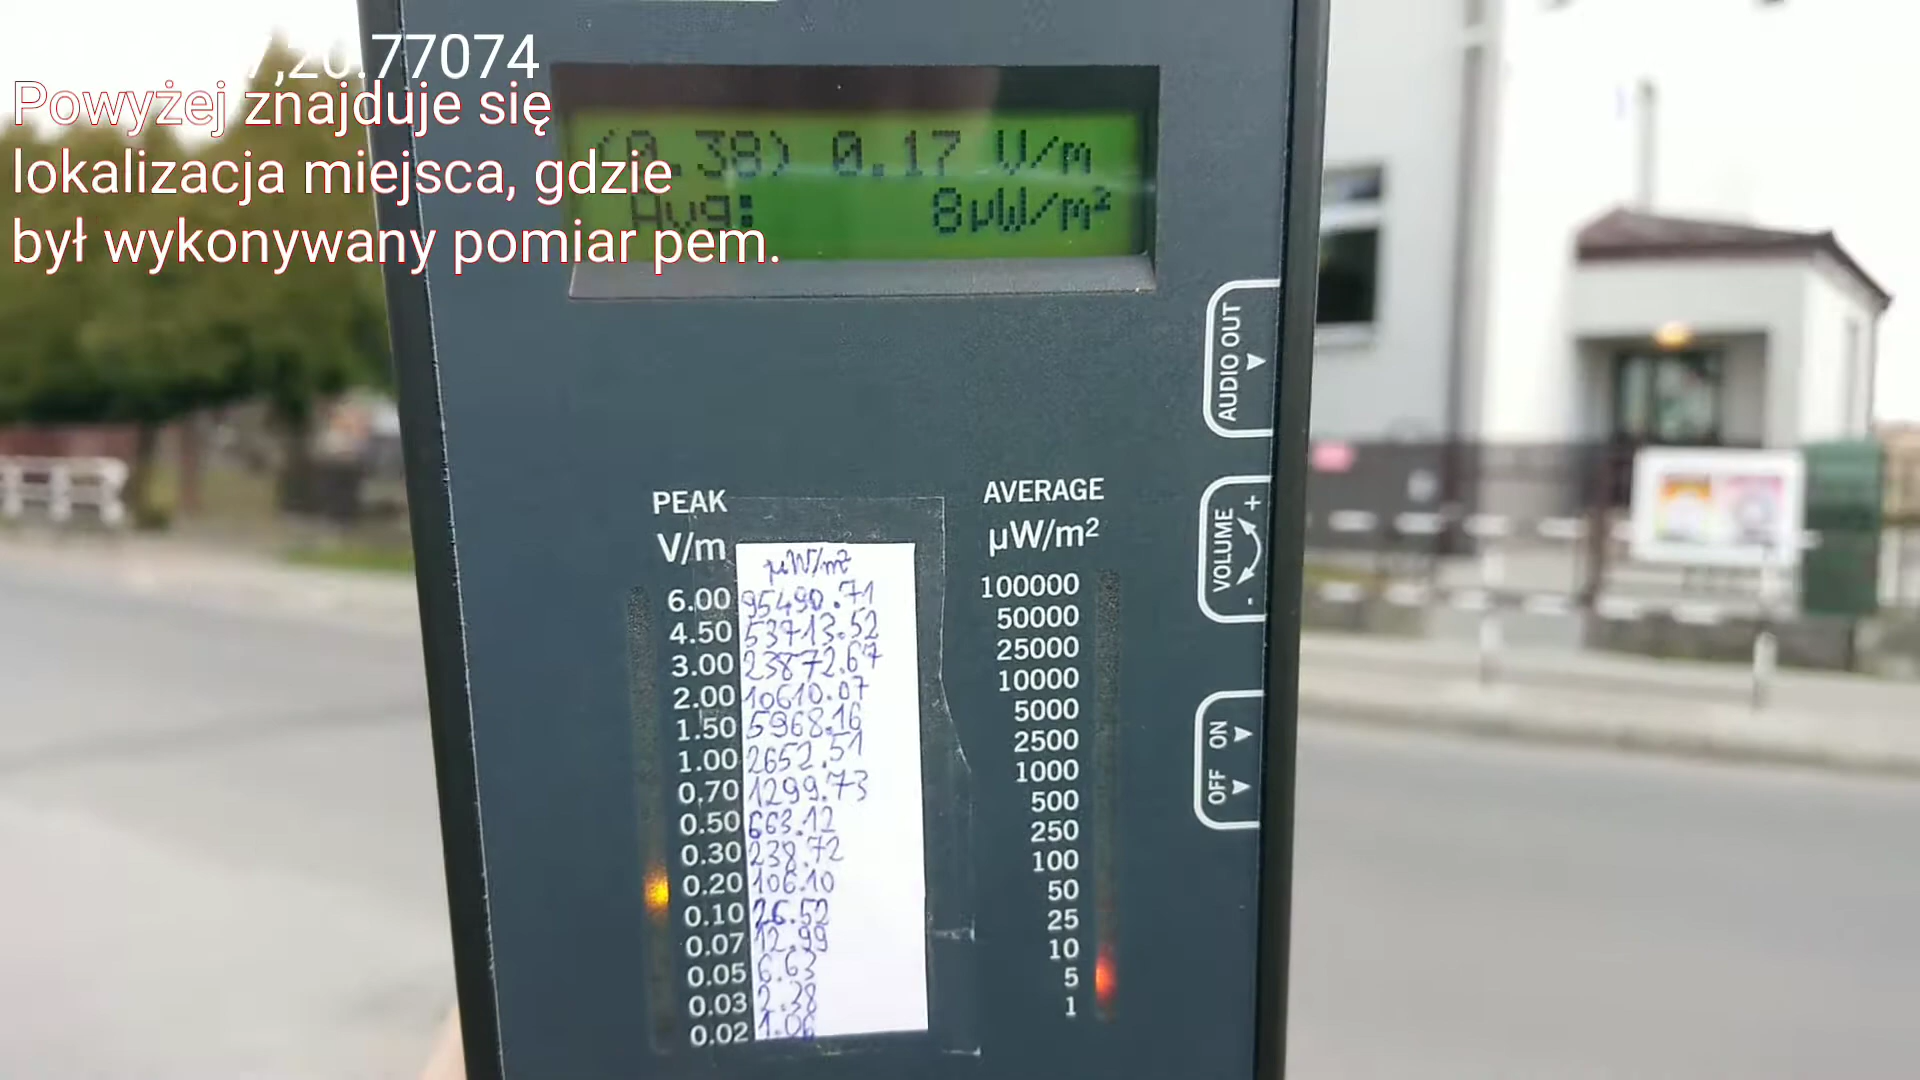 7,20.77074
Powyżej znajduje się
lokalizacja miejsca, gdzie
był wykonywany pomiar pem.
(0.38) 0.17 V/m
Avg: 8µW/m²
AUDIO OUT
PEAK
V/m
µW/m²
6.00 95490.71
4.50 53713.52
3.00 23872.67
2.00 10610.07
1.50 5968.16
1.00 2652.51
0.70 1299.73
0.50 663.12
0.30 238.72
0.20 106.10
0.10 26.52
0.07 12.99
0.05 6.63
0.03 2.38
0.02 1.06
AVERAGE
µW/m²
100000
50000
25000
10000
5000
2500
1000
500
250
100
50
25
10
5
1
VOLUME
- +
OFF ON